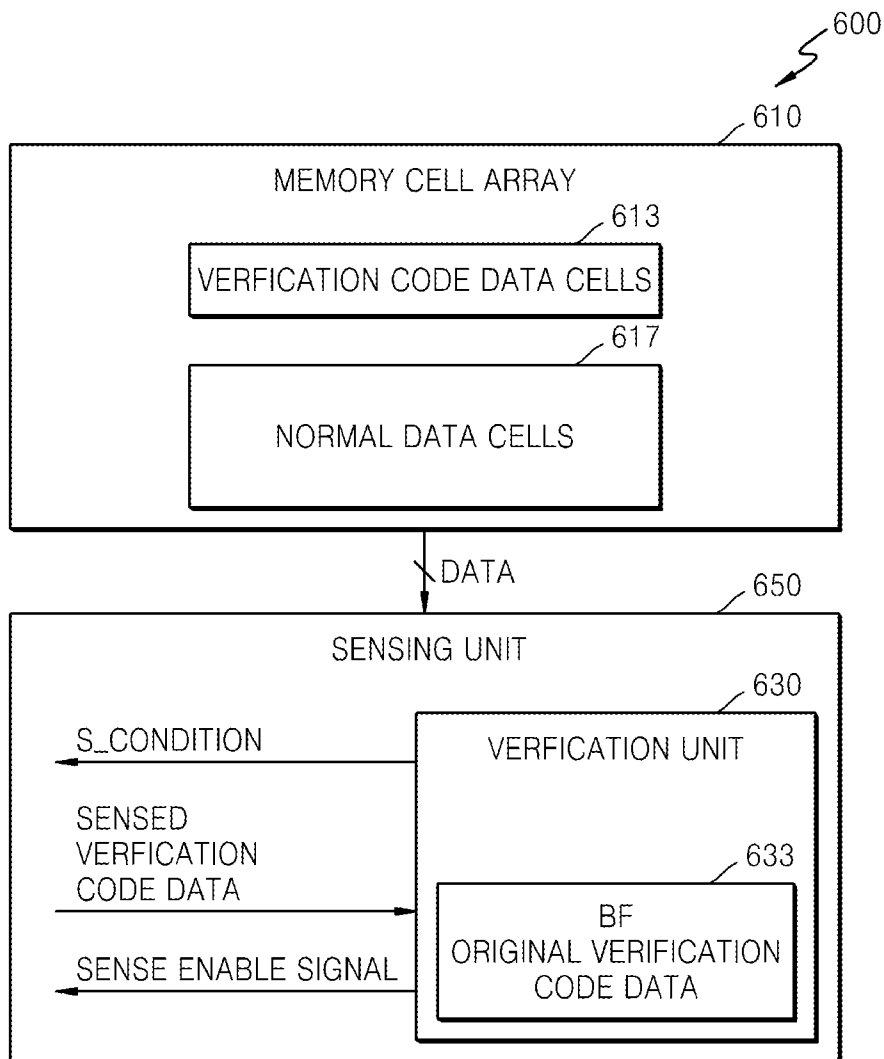 600
610
MEMORY CELL ARRAY
613
VERFICATION CODE DATA CELLS
617
NORMAL DATA CELLS
DATA
650
SENSING UNIT
630
S_CONDITION
VERFICATION UNIT
SENSED
VERFICATION
CODE DATA
633
BF
ORIGINAL VERIFICATION
CODE DATA
SENSE ENABLE SIGNAL